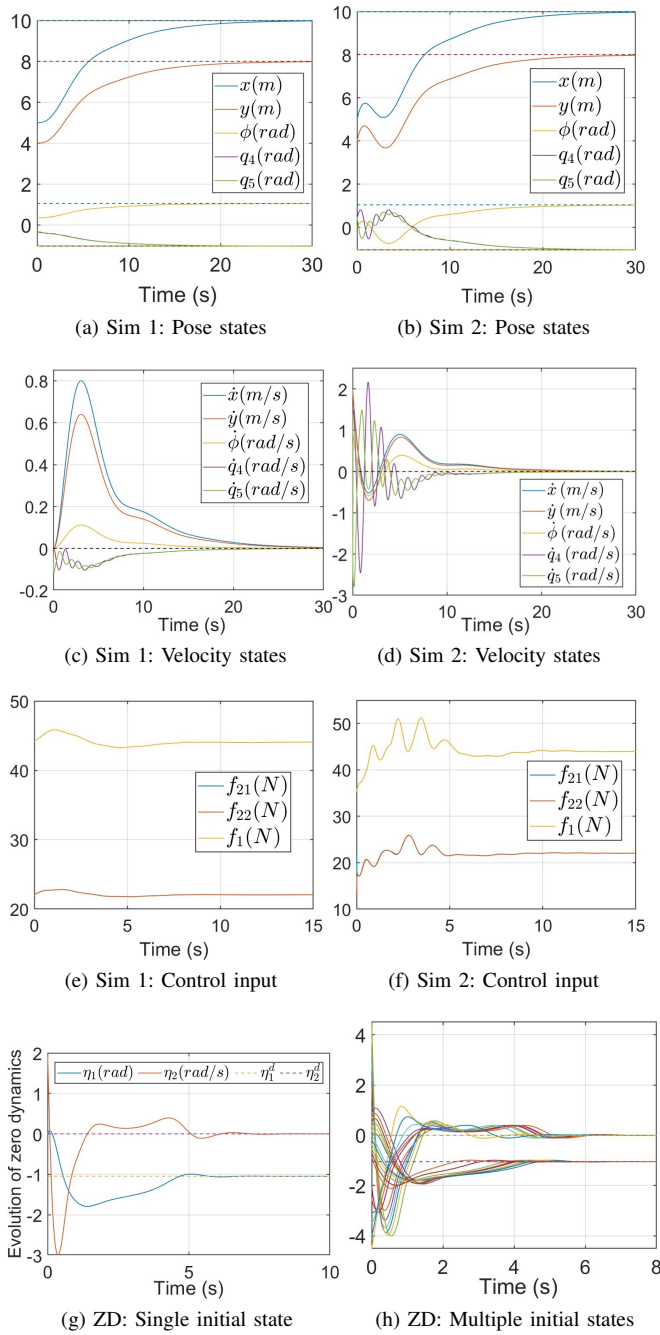 10
8
6
4
2
0
x(m)
y(m)
ϕ(rad)
q₄(rad)
q₅(rad)
0 10 20 30
Time (s)
(a) Sim 1: Pose states
10
8
6
4
2
0
x(m)
y(m)
ϕ(rad)
q₄(rad)
q₅(rad)
0 10 20 30
Time (s)
(b) Sim 2: Pose states
0.8
0.6
0.4
0.2
0
-0.2
ẋ(m/s)
ẏ(m/s)
ϕ̇(rad/s)
q̇₄(rad/s)
q̇₅(rad/s)
0 10 20 30
Time (s)
(c) Sim 1: Velocity states
2
1
0
-1
-2
-3
ẋ(m/s)
ẏ(m/s)
ϕ̇(rad/s)
q̇₄(rad/s)
q̇₅(rad/s)
0 10 20 30
Time (s)
(d) Sim 2: Velocity states
50
40
30
20
f₂₁(N)
f₂₂(N)
f₁(N)
0 5 10 15
Time (s)
(e) Sim 1: Control input
50
40
30
20
10
f₂₁(N)
f₂₂(N)
f₁(N)
0 5 10 15
Time (s)
(f) Sim 2: Control input
Evolution of zero dynamics
2
1
0
-1
-2
-3
η₁(rad) η₂(rad/s) η₁ᵈ η₂ᵈ
0 5 10
Time (s)
(g) ZD: Single initial state
4
2
0
-2
-4
0 2 4 6 8
Time (s)
(h) ZD: Multiple initial states